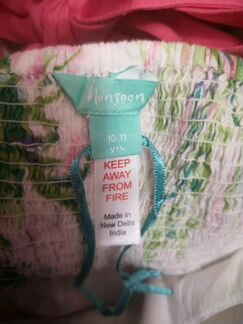 Monsoon
10-11
yrs
KEEP
AWAY
FROM
FIRE
Made in
New Delhi
India